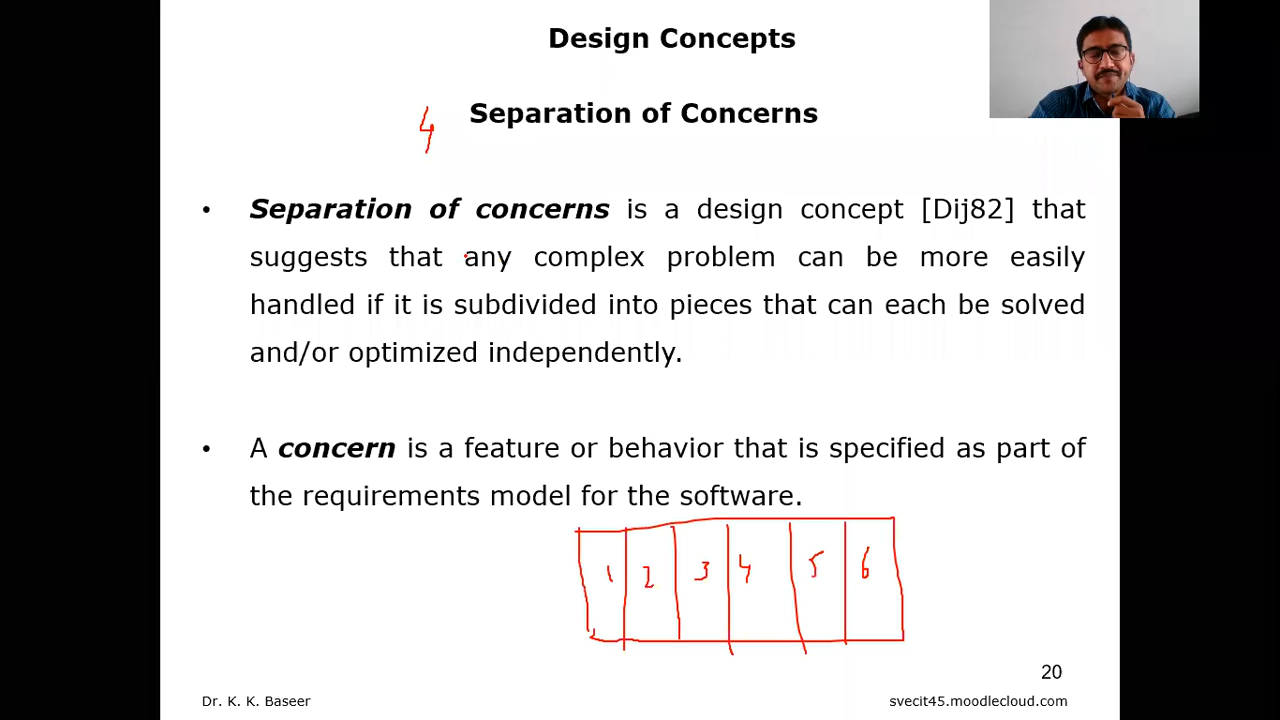 Design Concepts
4 Separation of Concerns
• Separation of concerns is a design concept [Dij82] that
suggests that any complex problem can be more easily
handled if it is subdivided into pieces that can each be solved
and/or optimized independently.
• A concern is a feature or behavior that is specified as part of
the requirements model for the software.
1 2 3 4 5 6
20
Dr. K. K. Baseer svecit45.moodlecloud.com